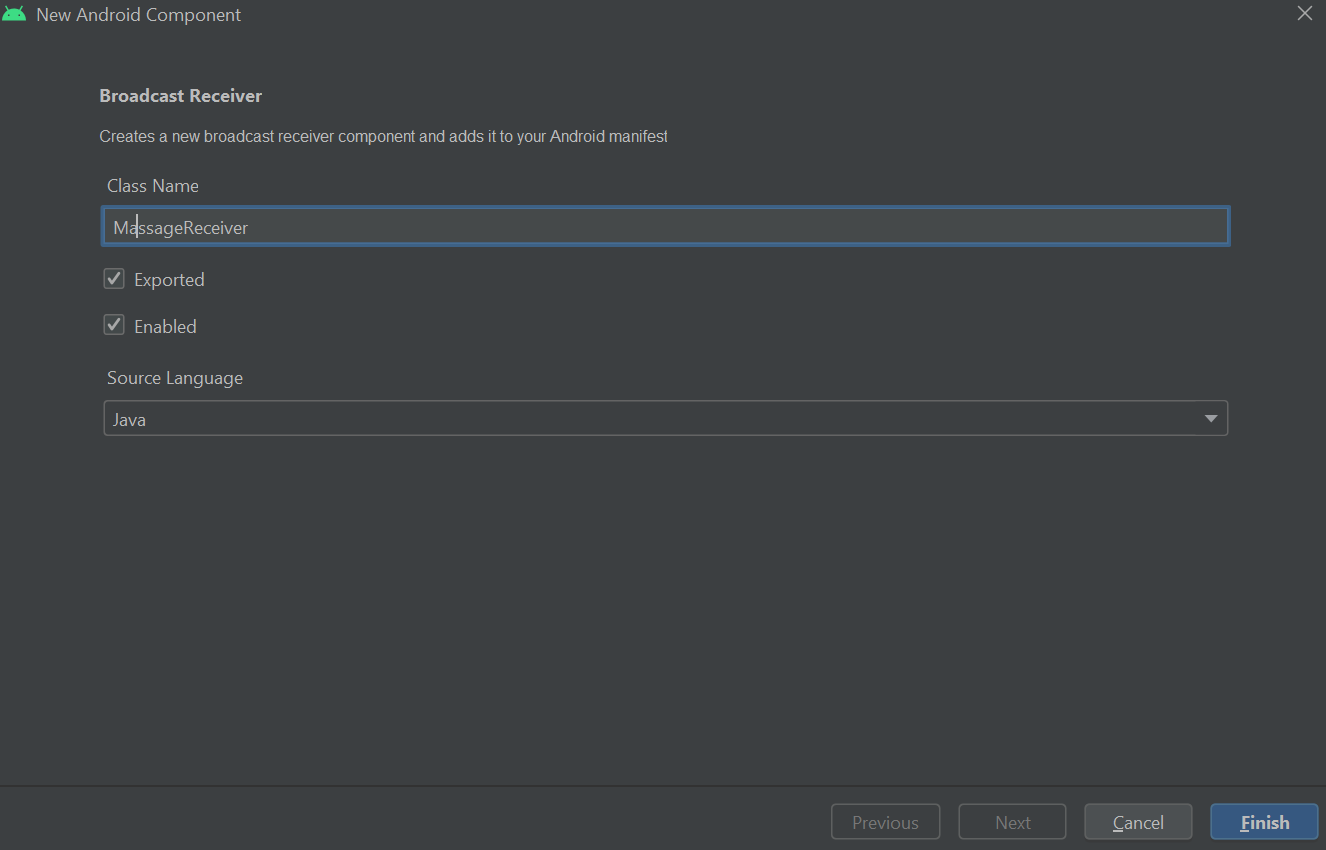 New Android Component
Broadcast Receiver
Creates a new broadcast receiver component and adds it to your Android manifest
Class Name
MassageReceiver
Exported
Enabled
Source Language
Java
Previous Next Cancel Finish